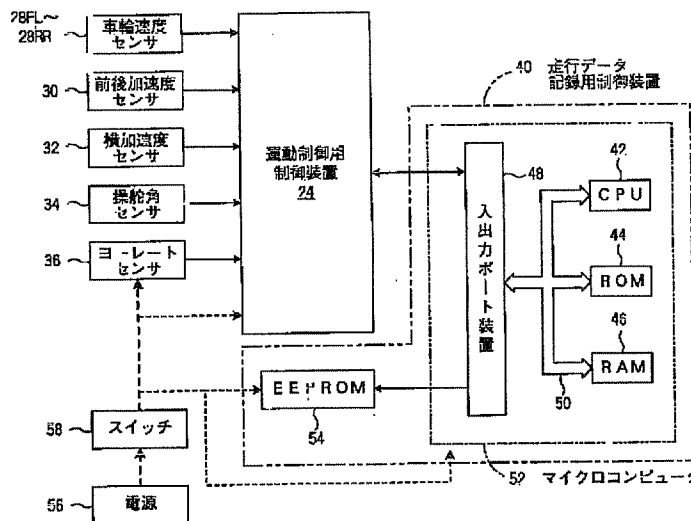 28FL～
28RR
車輪速度
センサ
30
前後加速度
センサ
32
横加速度
センサ
34
操舵角
センサ
36
ヨ－レート
センサ
運動制御用
制御装置
24
40
走行データ
記録用制御装置
48
入出力ポート装置
42
CPU
44
ROM
46
RAM
50
EEPROM
54
58
スイッチ
56
電源
52
マイクロコンピュータ